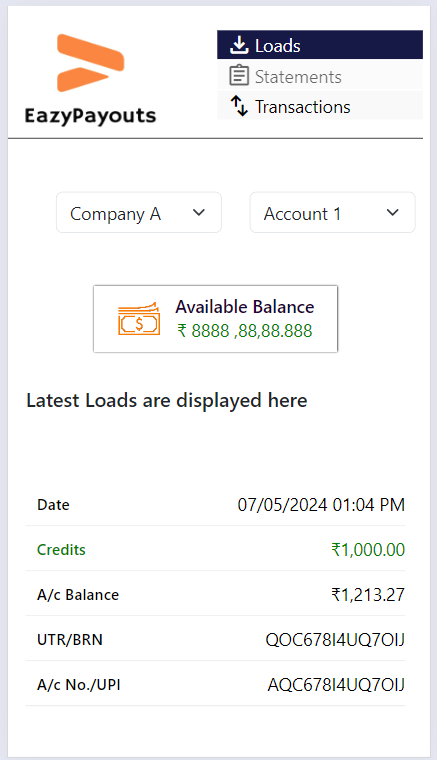 EazyPayouts
Loads
Statements
Transactions
Company A
Account 1
Available Balance
₹ 8888 ,88,88.888
Latest Loads are displayed here
Date 07/05/2024 01:04 PM
Credits ₹1,000.00
A/c Balance ₹1,213.27
UTR/BRN QOC678I4UQ7OIJ
A/c No./UPI AQC678I4UQ7OIJ